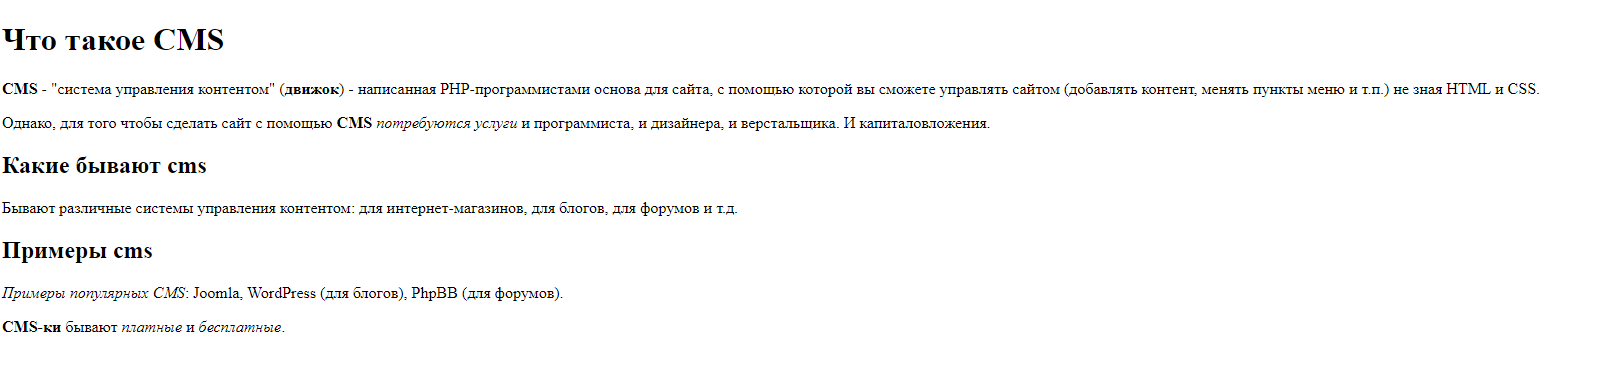 Что такое CMS
CMS - "система управления контентом" (движок) - написанная PHP-программистами основа для сайта, с помощью которой вы сможете управлять сайтом (добавлять контент, менять пункты меню и т.п.) не зная HTML и CSS.
Однако, для того чтобы сделать сайт с помощью CMS потребуются услуги и программиста, и дизайнера, и верстальщика. И капиталовложения.
Какие бывают cms
Бывают различные системы управления контентом: для интернет-магазинов, для блогов, для форумов и т.д.
Примеры cms
Примеры популярных CMS: Joomla, WordPress (для блогов), PhpBB (для форумов).
CMS-ки бывают платные и бесплатные.